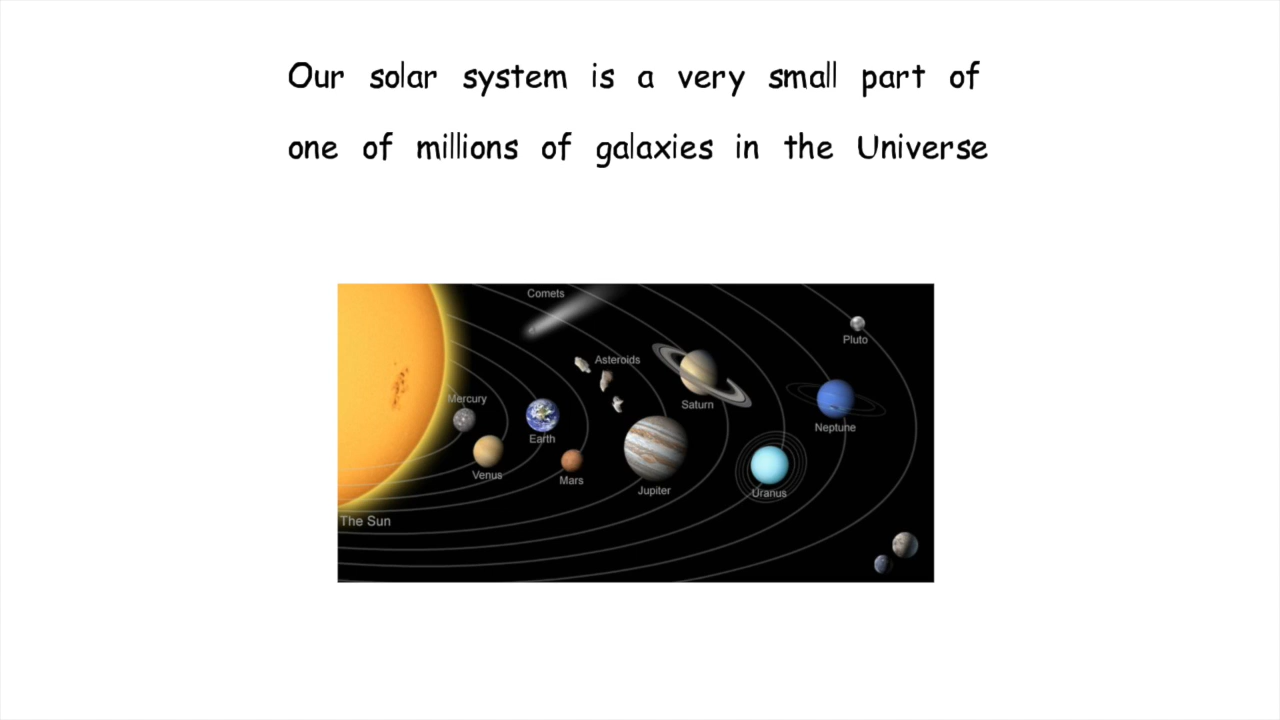 Our solar system is a very small part of
one of millions of galaxies in the Universe
Comets
Pluto
Asteroids
Mercury
Saturn
Neptune
Earth
Venus
Mars
Jupiter
Uranus
The Sun